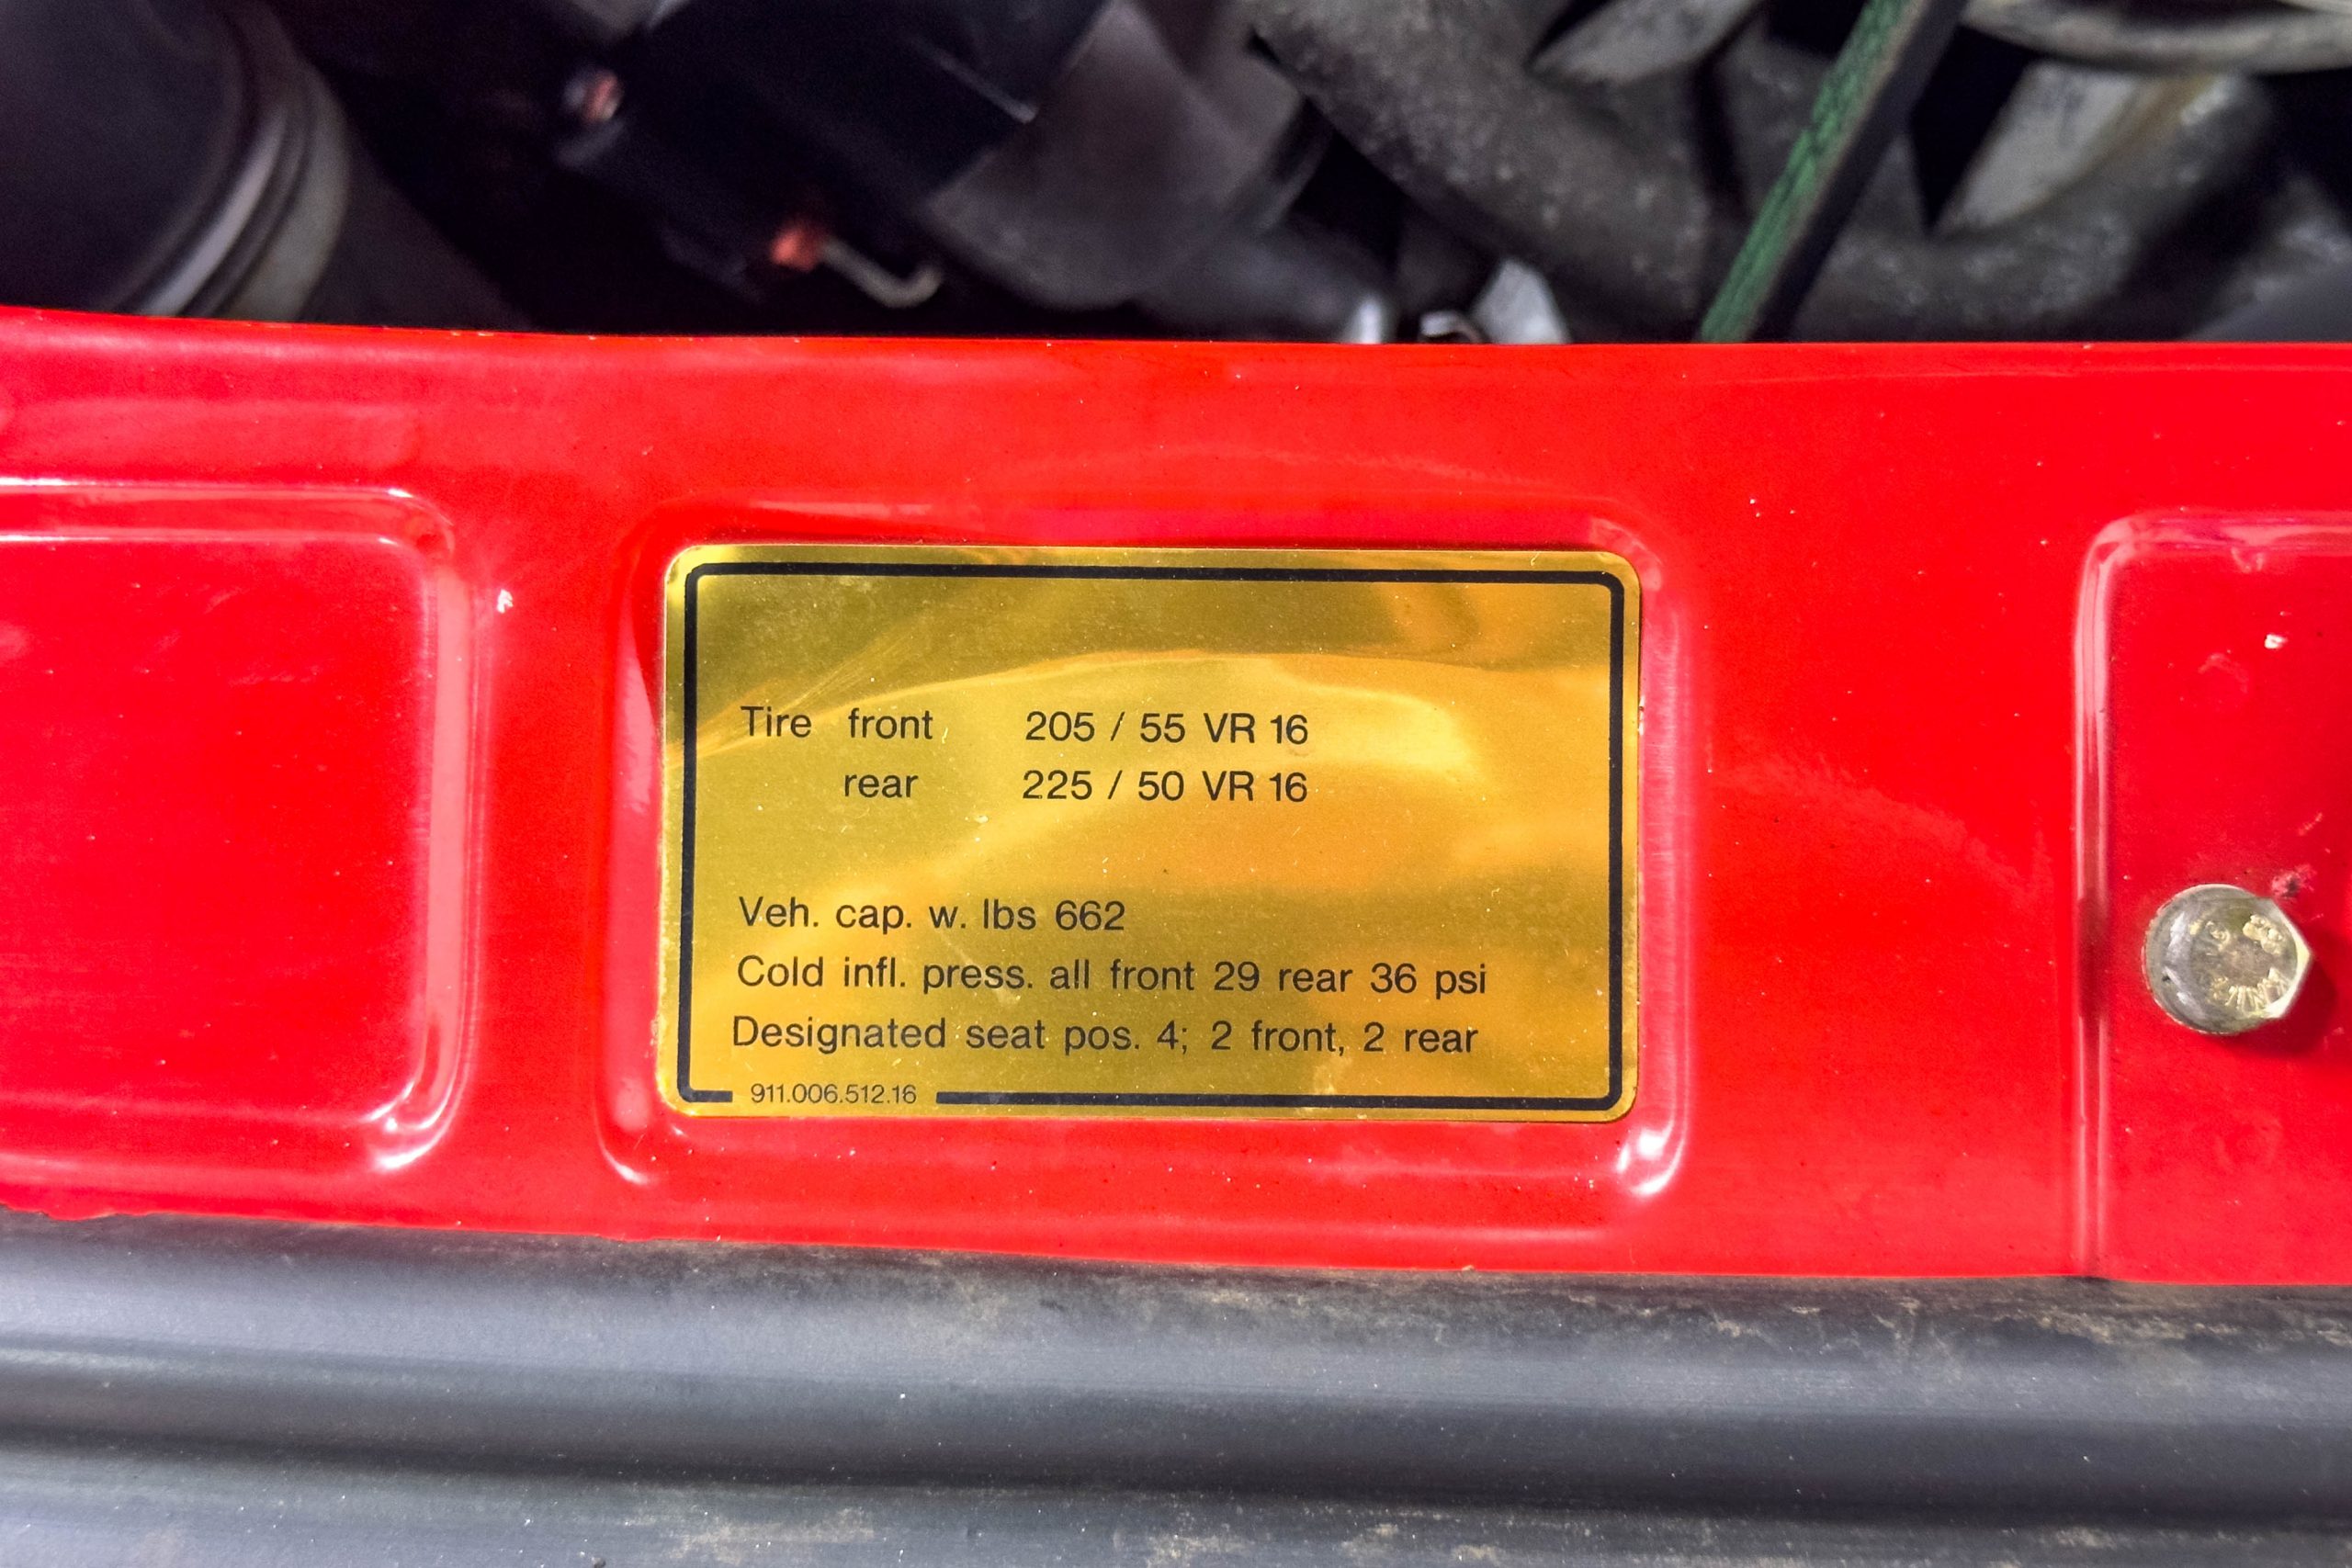 Tire front 205 / 55 VR 16
rear 225 / 50 VR 16
Veh. cap. w. lbs 662
Cold infl. press. all front 29 rear 36 psi
Designated seat pos. 4; 2 front, 2 rear
911.006.512.16